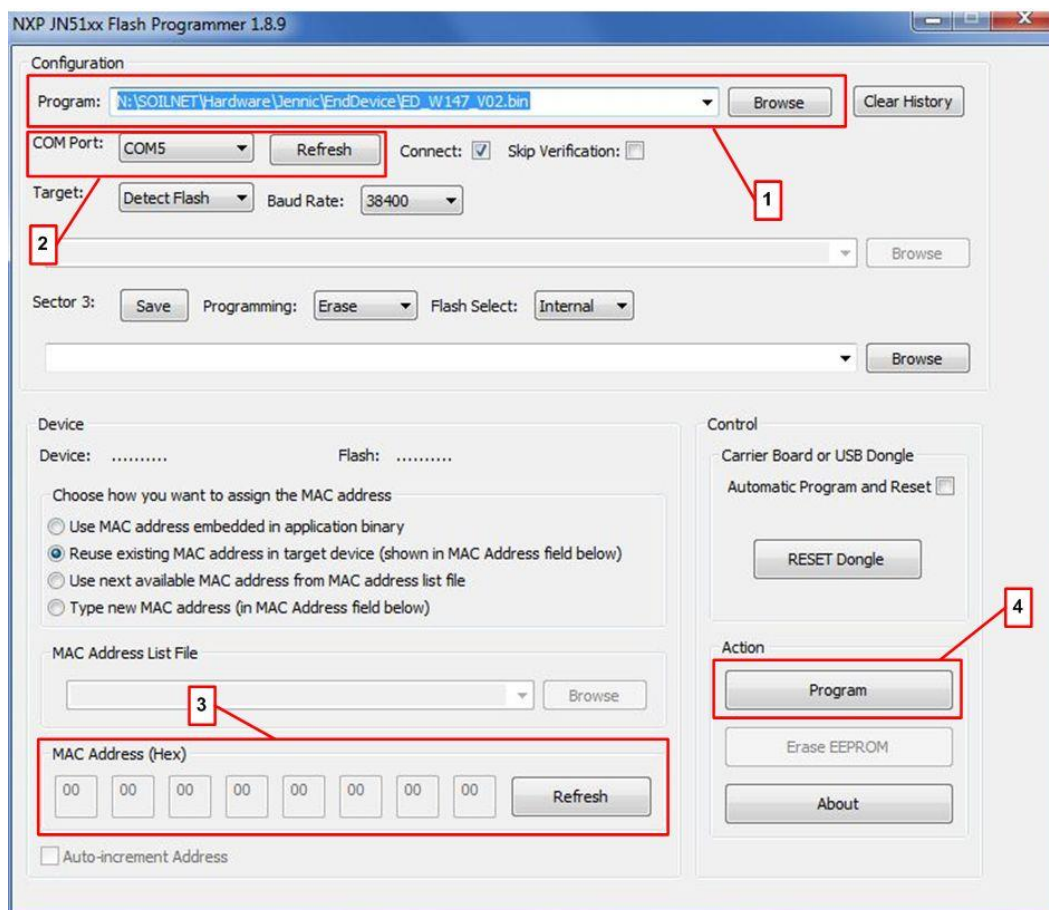 NXP JN51xx Flash Programmer 1.8.9
Configuration
Program: N:\SOILNET\Hardware\Jennic\EndDevice\ED_W147_V02.bin Browse Clear History
COM Port: COM5 Refresh Connect: Skip Verification:
Target: Detect Flash Baud Rate: 38400
1
2
Browse
Sector 3: Save Programming: Erase Flash Select: Internal
Browse
Device
Device: .......... Flash: ..........
Choose how you want to assign the MAC address
Use MAC address embedded in application binary
Reuse existing MAC address in target device (shown in MAC Address field below)
Use next available MAC address from MAC address list file
Type new MAC address (in MAC Address field below)
MAC Address List File
Browse
3
MAC Address (Hex)
00 00 00 00 00 00 00 00 Refresh
Auto-increment Address
Control
Carrier Board or USB Dongle
Automatic Program and Reset
RESET Dongle
4
Action
Program
Erase EEPROM
About